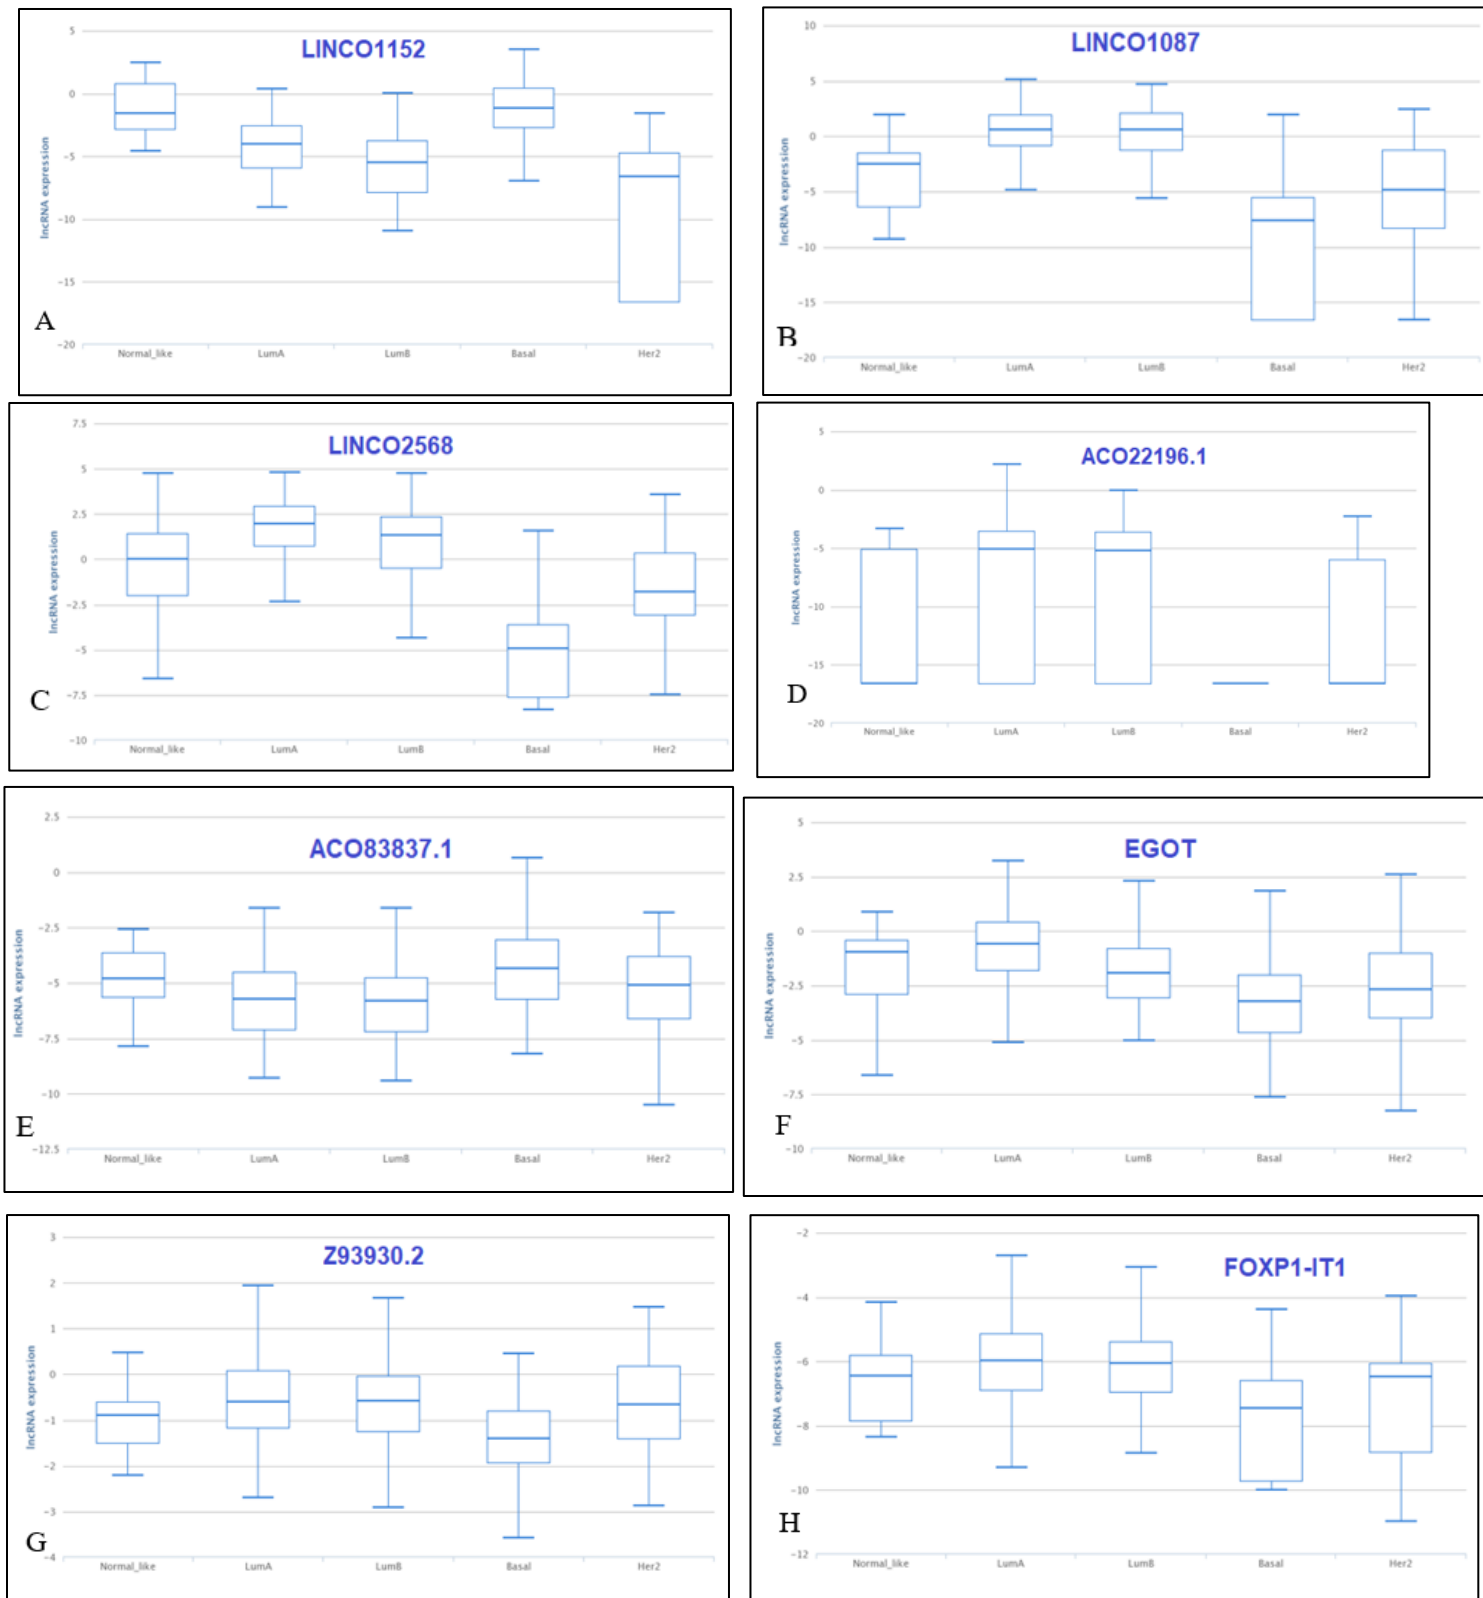 LINCO1152
5
0
−5
−10
−15
−20
lncRNA expression
A
Normal_like LumA LumB Basal Her2
LINCO1087
10
5
0
−5
−10
−15
−20
lncRNA expression
B
Normal_like LumA LumB Basal Her2
LINCO2568
7.5
5
2.5
0
−2.5
−5
−7.5
−10
lncRNA expression
C
Normal_like LumA LumB Basal Her2
ACO22196.1
5
0
−5
−10
−15
−20
lncRNA expression
D
Normal_like LumA LumB Basal Her2
ACO83837.1
2.5
0
−2.5
−5
−7.5
−10
−12.5
lncRNA expression
E
Normal_like LumA LumB Basal Her2
EGOT
5
2.5
0
−2.5
−5
−7.5
−10
lncRNA expression
F
Normal_like LumA LumB Basal Her2
Z93930.2
3
2
1
0
−1
−2
−3
−4
lncRNA expression
G
Normal_like LumA LumB Basal Her2
FOXP1-IT1
−2
−4
−6
−8
−10
−12
lncRNA expression
H
Normal_like LumA LumB Basal Her2